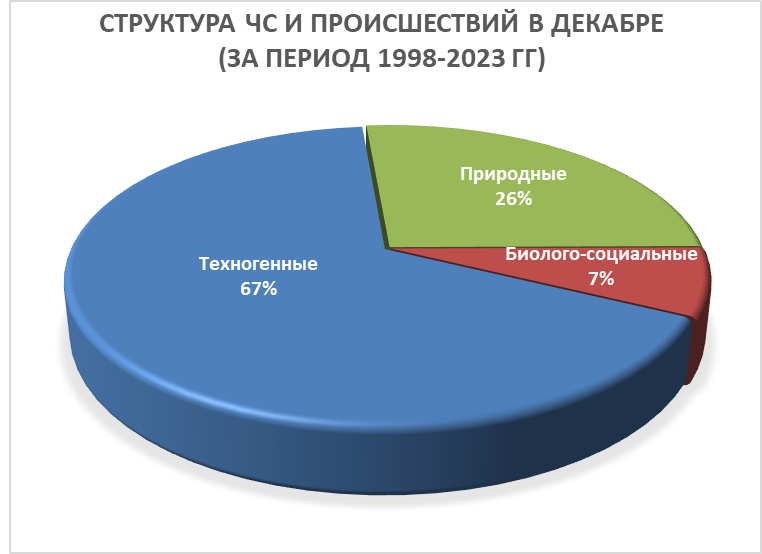 СТРУКТУРА ЧС И ПРОИСШЕСТВИЙ В ДЕКАБРЕ
(ЗА ПЕРИОД 1998-2023 ГГ)
Природные
26%
Биолого-социальные
7%
Техногенные
67%